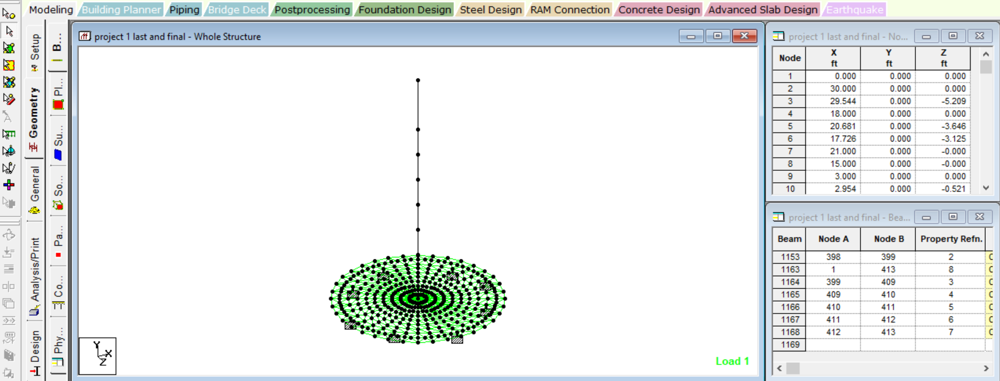 Modeling Building Planner Piping Bridge Deck Postprocessing Foundation Design Steel Design RAM Connection Concrete Design Advanced Slab Design Earthquake
Setup
Geometry
General
Analysis/Print
Design
B...
Pl...
Su...
So...
Pa...
Co...
Phy...
project 1 last and final - Whole Structure
Y
X
Z
Load 1
project 1 last and final - No...
Node X ft Y ft Z ft
1 0.000 0.000 0.000
2 30.000 0.000 0.000
3 29.544 0.000 -5.209
4 18.000 0.000 0.000
5 20.681 0.000 -3.646
6 17.726 0.000 -3.125
7 21.000 0.000 -0.000
8 15.000 0.000 -0.000
9 3.000 0.000 0.000
10 2.954 0.000 -0.521
project 1 last and final - Bea...
Beam Node A Node B Property Refn.
1153 398 399 2 C
1163 1 413 8 C
1164 399 409 3 C
1165 409 410 4 C
1166 410 411 5 C
1167 411 412 6 C
1168 412 413 7 C
1169